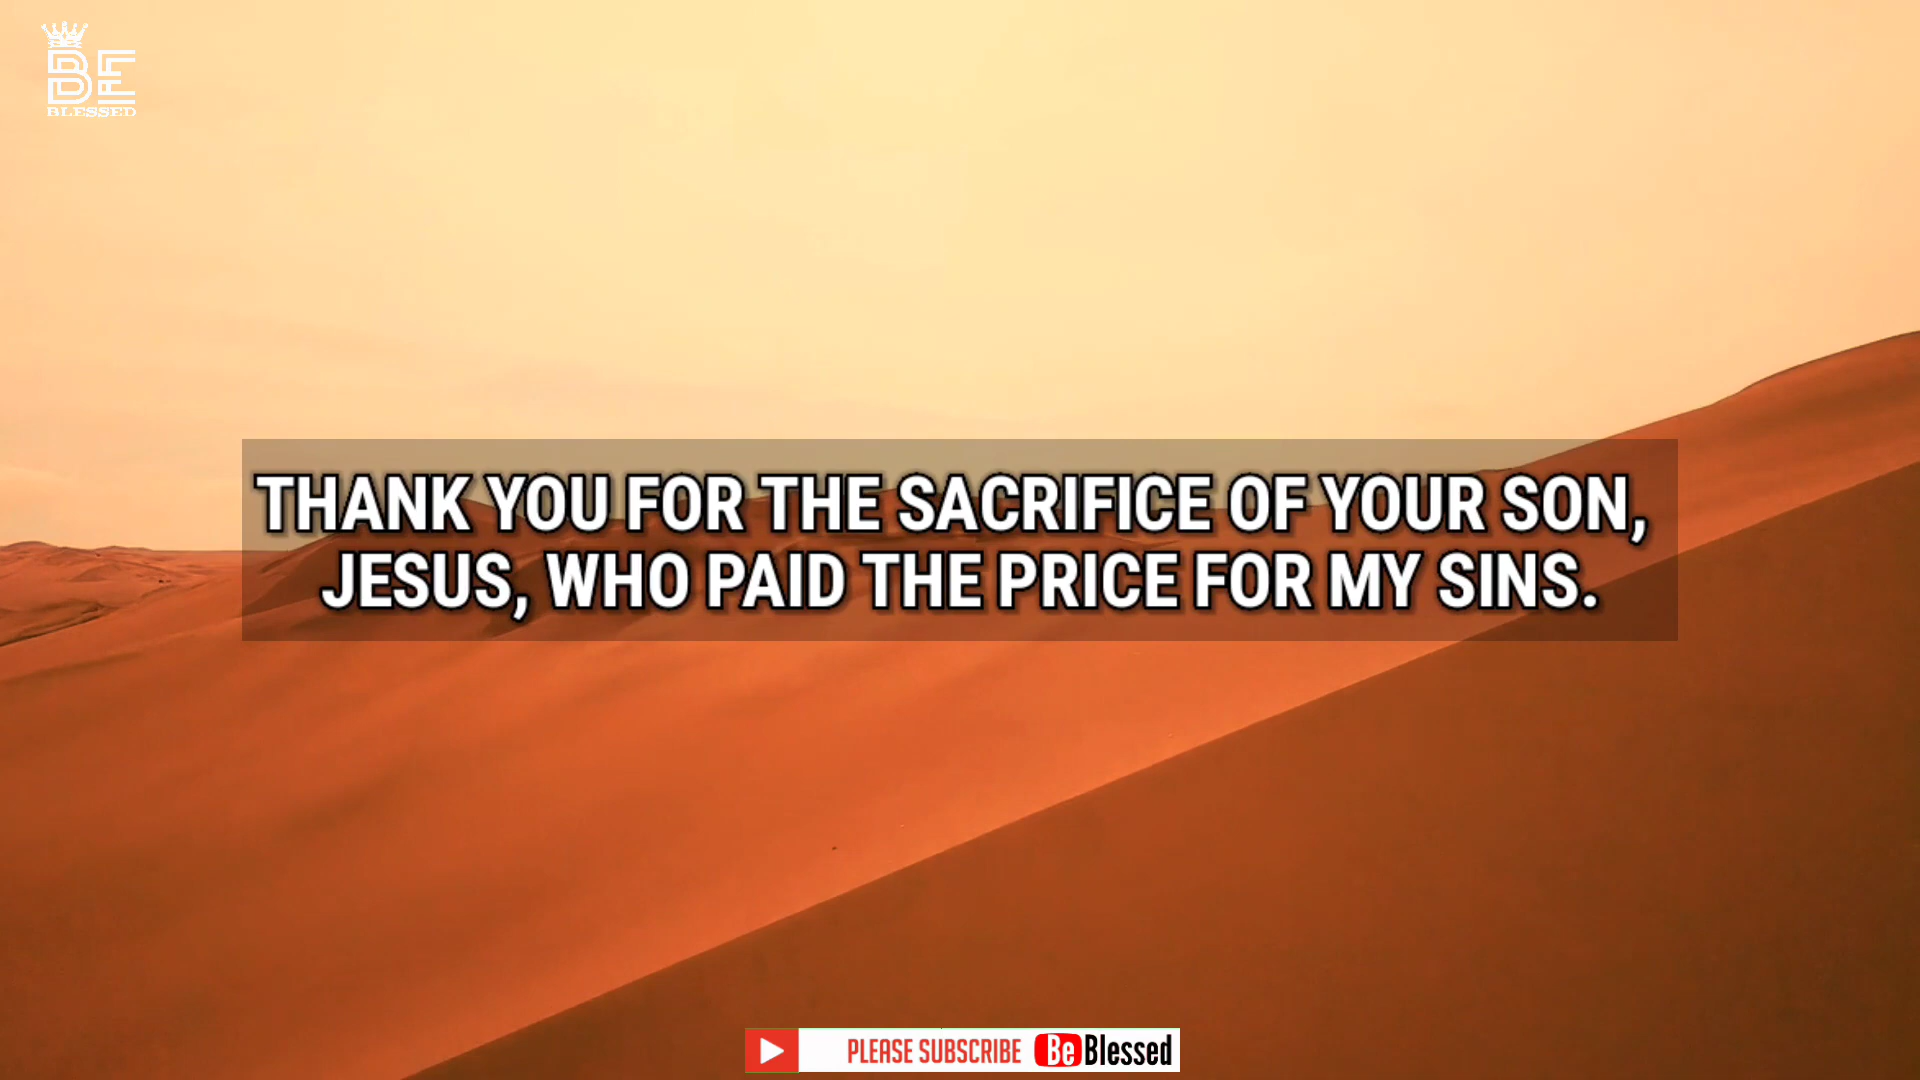 BE
BLESSED
THANK YOU FOR THE SACRIFICE OF YOUR SON,
JESUS, WHO PAID THE PRICE FOR MY SINS.
PLEASE SUBSCRIBE Be Blessed